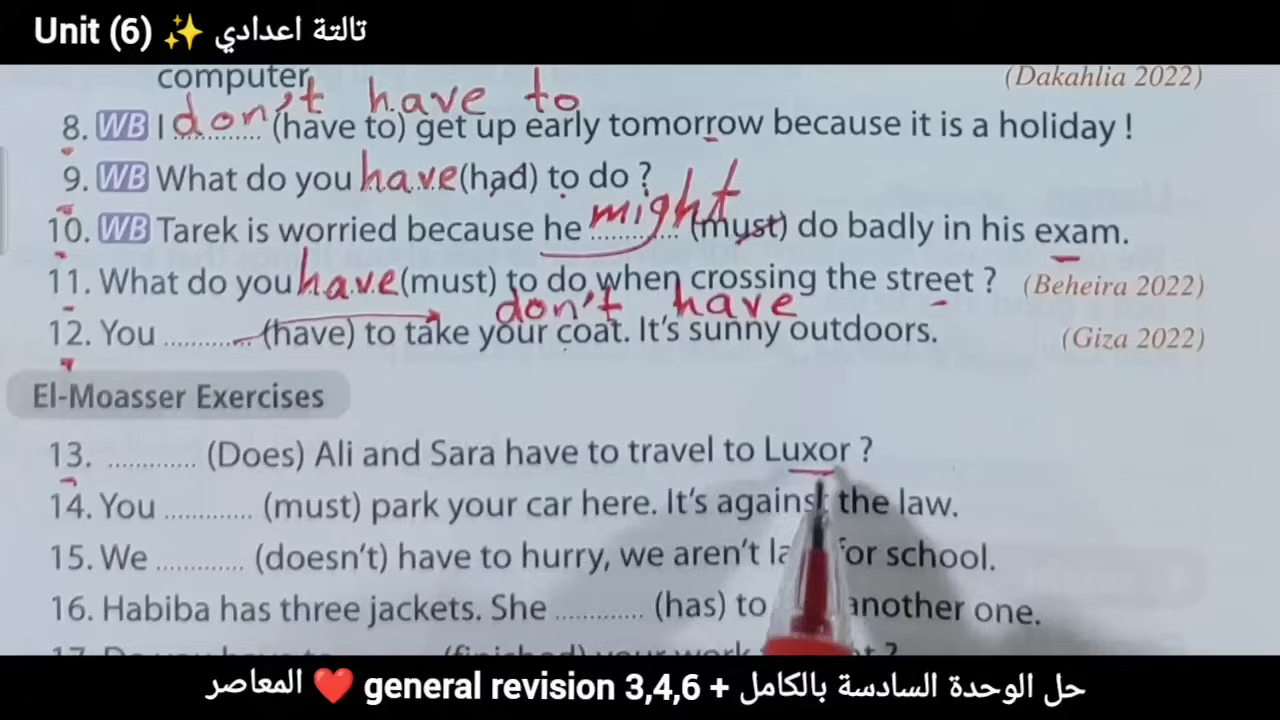 Unit (6) ✨ تالتة اعدادي
computer. (Dakahlia 2022)
don't have to
8. WB I ............ (have to) get up early tomorrow because it is a holiday !
9. WB What do you have (had) to do ?
10. WB Tarek is worried because he might (must) do badly in his exam.
11. What do you have (must) to do when crossing the street ? (Beheira 2022)
don't have
12. You ............ (have) to take your coat. It's sunny outdoors. (Giza 2022)
El-Moasser Exercises
13. ............ (Does) Ali and Sara have to travel to Luxor ?
14. You ............ (must) park your car here. It's against the law.
15. We ............ (doesn't) have to hurry, we aren't for school.
16. Habiba has three jackets. She ............ (has) to another one.
حل الوحدة السادسة بالكامل + general revision 3,4,6 ❤️ المعاصر